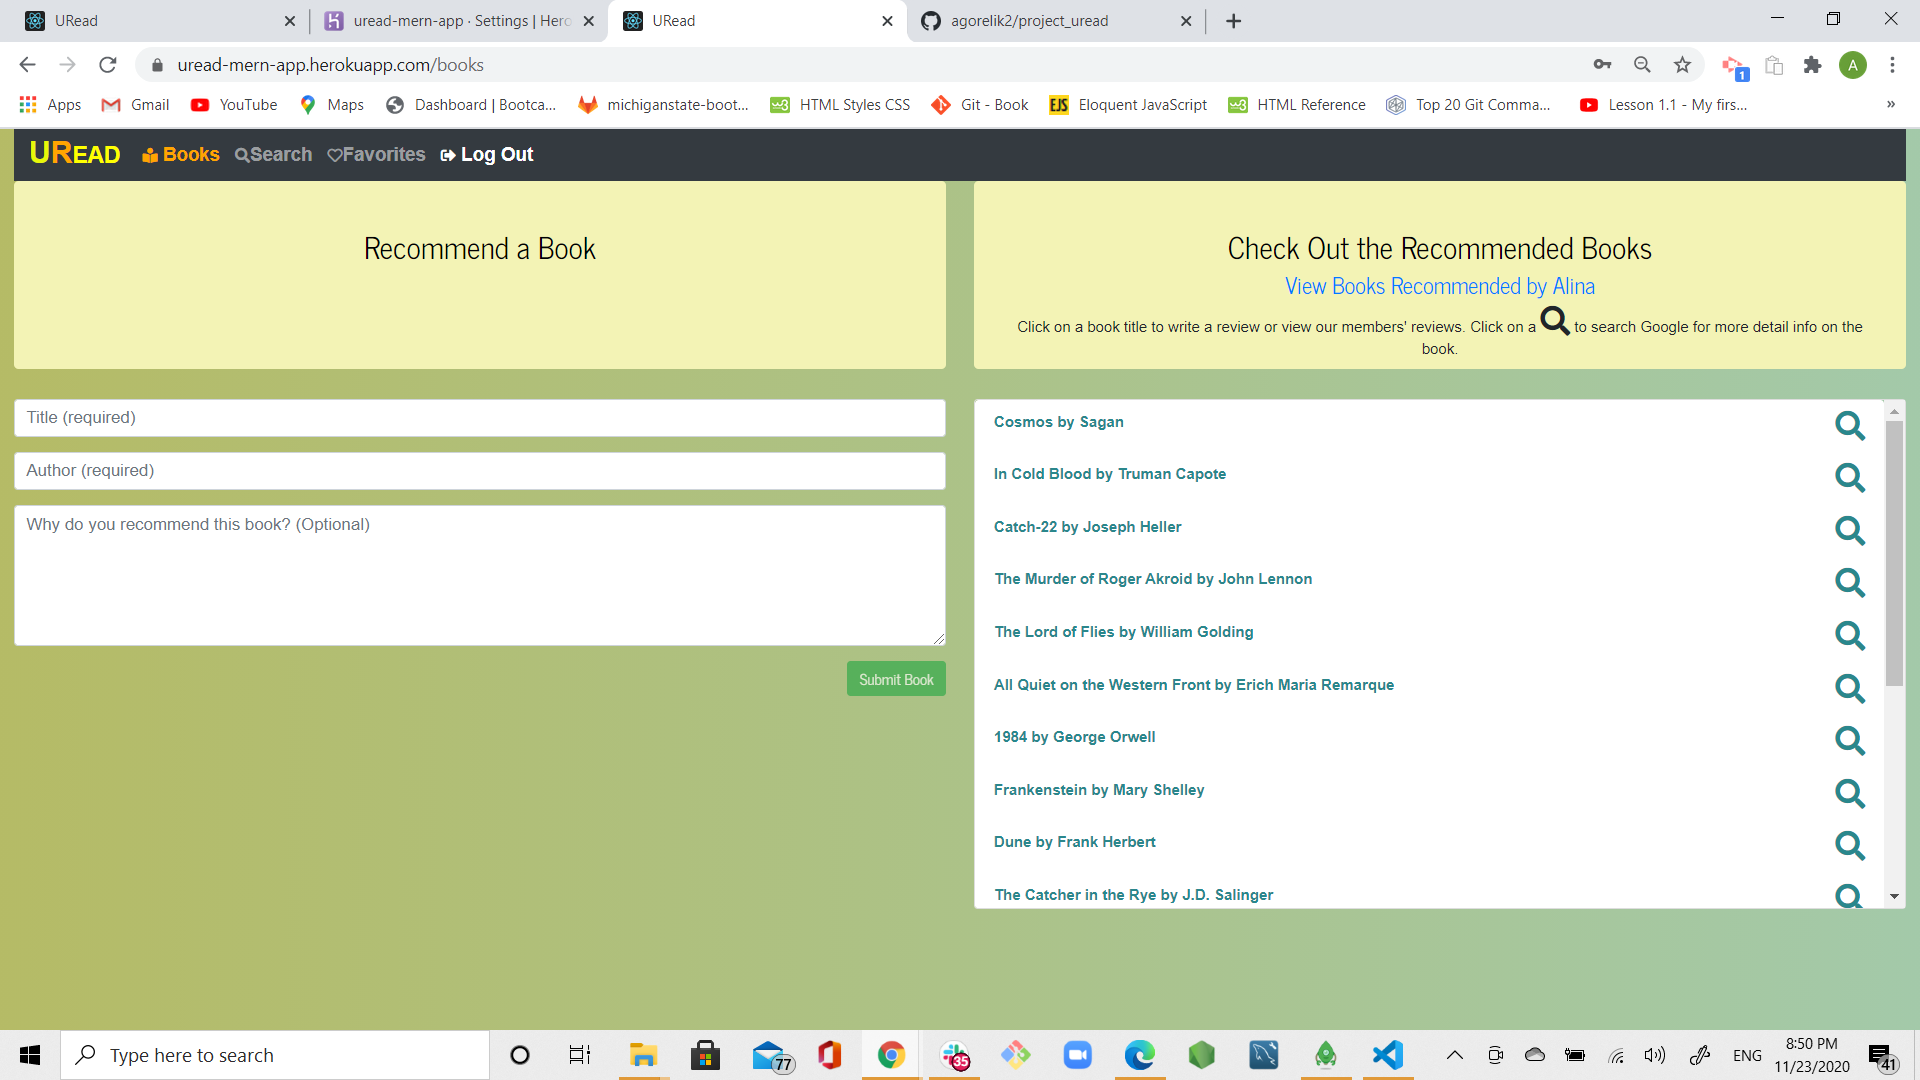 URead
uread-mern-app · Settings | Hero
URead
agorelik2/project_uread
uread-mern-app.herokuapp.com/books
A
1
Apps
Gmail
YouTube
Maps
Dashboard | Bootca...
michiganstate-boot...
HTML Styles CSS
Git - Book
EJS
Eloquent JavaScript
HTML Reference
Top 20 Git Comma...
Lesson 1.1 - My firs...
»
UREAD
Books
Search
Favorites
Log Out
Recommend a Book
Title (required)
Author (required)
Why do you recommend this book? (Optional)
Submit Book
Check Out the Recommended Books
View Books Recommended by Alina
Click on a book title to write a review or view our members' reviews. Click on a to search Google for more detail info on the
book.
Cosmos by Sagan
In Cold Blood by Truman Capote
Catch-22 by Joseph Heller
The Murder of Roger Akroid by John Lennon
The Lord of Flies by William Golding
All Quiet on the Western Front by Erich Maria Remarque
1984 by George Orwell
Frankenstein by Mary Shelley
Dune by Frank Herbert
The Catcher in the Rye by J.D. Salinger
Type here to search
77
35
ENG
8:50 PM
11/23/2020
41